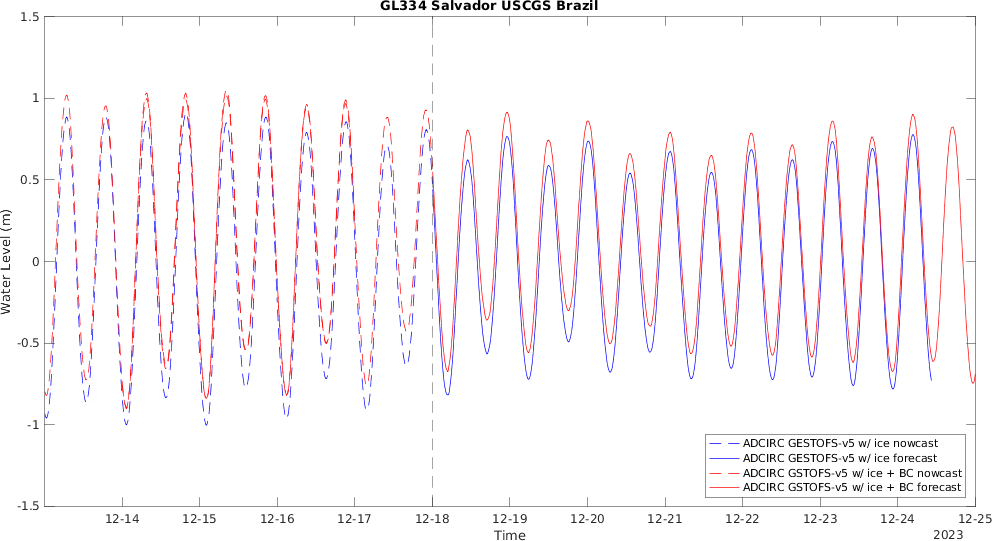 GL334 Salvador USCGS Brazil
1.5
1
0.5
0
-0.5
-1
-1.5
Water Level (m)
ADCIRC GESTOFS-v5 w/ ice nowcast
ADCIRC GESTOFS-v5 w/ ice forecast
ADCIRC GSTOFS-v5 w/ ice + BC nowcast
ADCIRC GSTOFS-v5 w/ ice + BC forecast
12-14 12-15 12-16 12-17 12-18 12-19 12-20 12-21 12-22 12-23 12-24 12-25
Time
2023